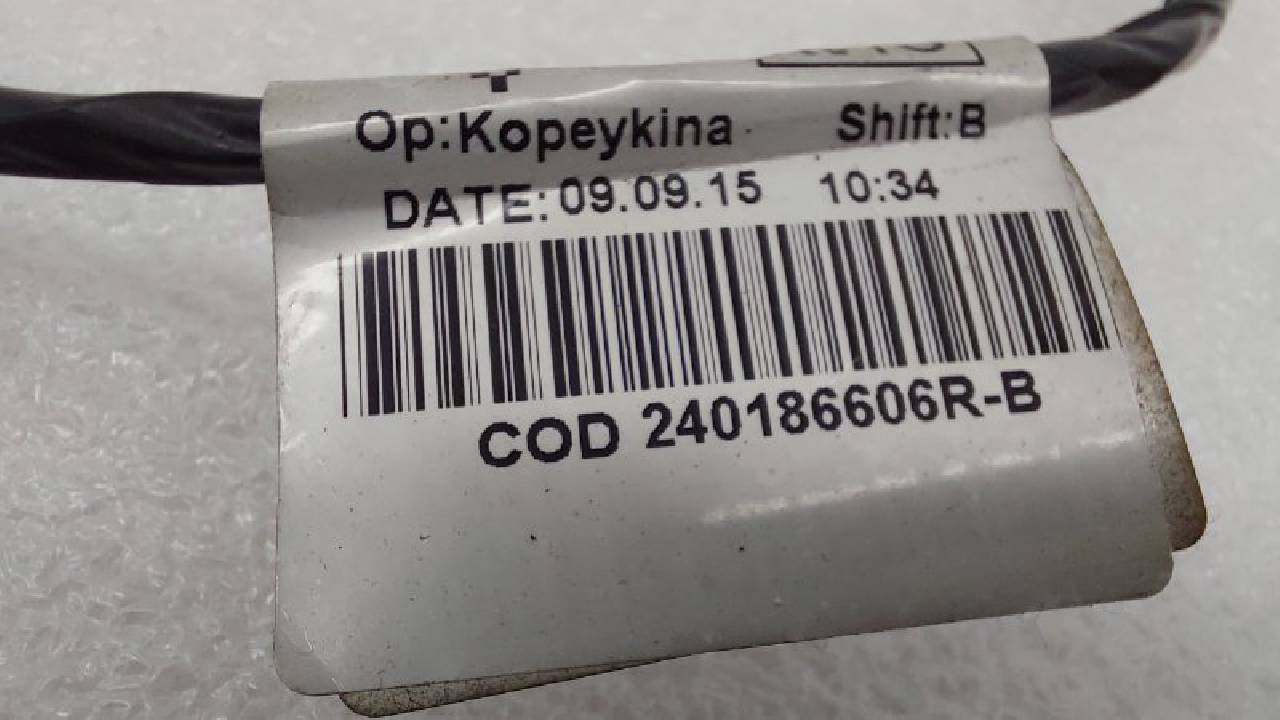 Op:Kopeykina Shift:B
DATE:09.09.15 10:34
COD 240186606R-B